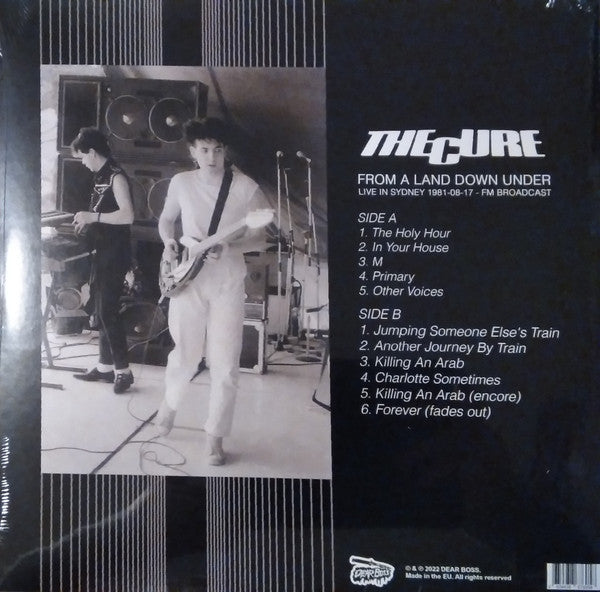 THE CURE
FROM A LAND DOWN UNDER
LIVE IN SYDNEY 1981-08-17 - FM BROADCAST
SIDE A
1. The Holy Hour
2. In Your House
3. M
4. Primary
5. Other Voices
SIDE B
1. Jumping Someone Else's Train
2. Another Journey By Train
3. Killing An Arab
4. Charlotte Sometimes
5. Killing An Arab (encore)
6. Forever (fades out)
DEAR BOSS
© & ℗ 2022 DEAR BOSS.
Made in the EU. All rights reserved